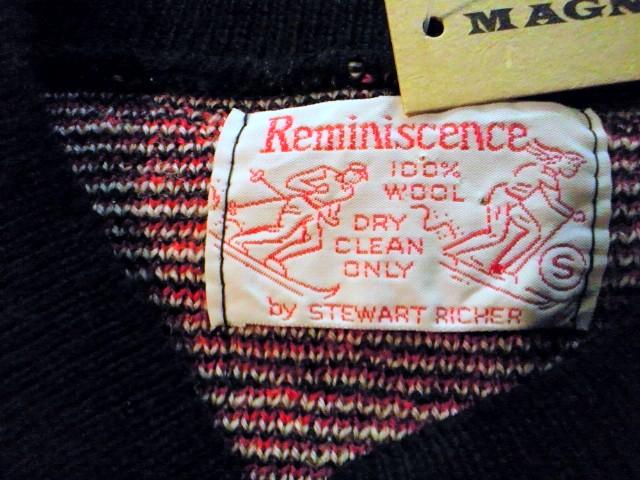 MAGN
Reminiscence
100%
WOOL
DRY
CLEAN
ONLY
S
by STEWART RICHER